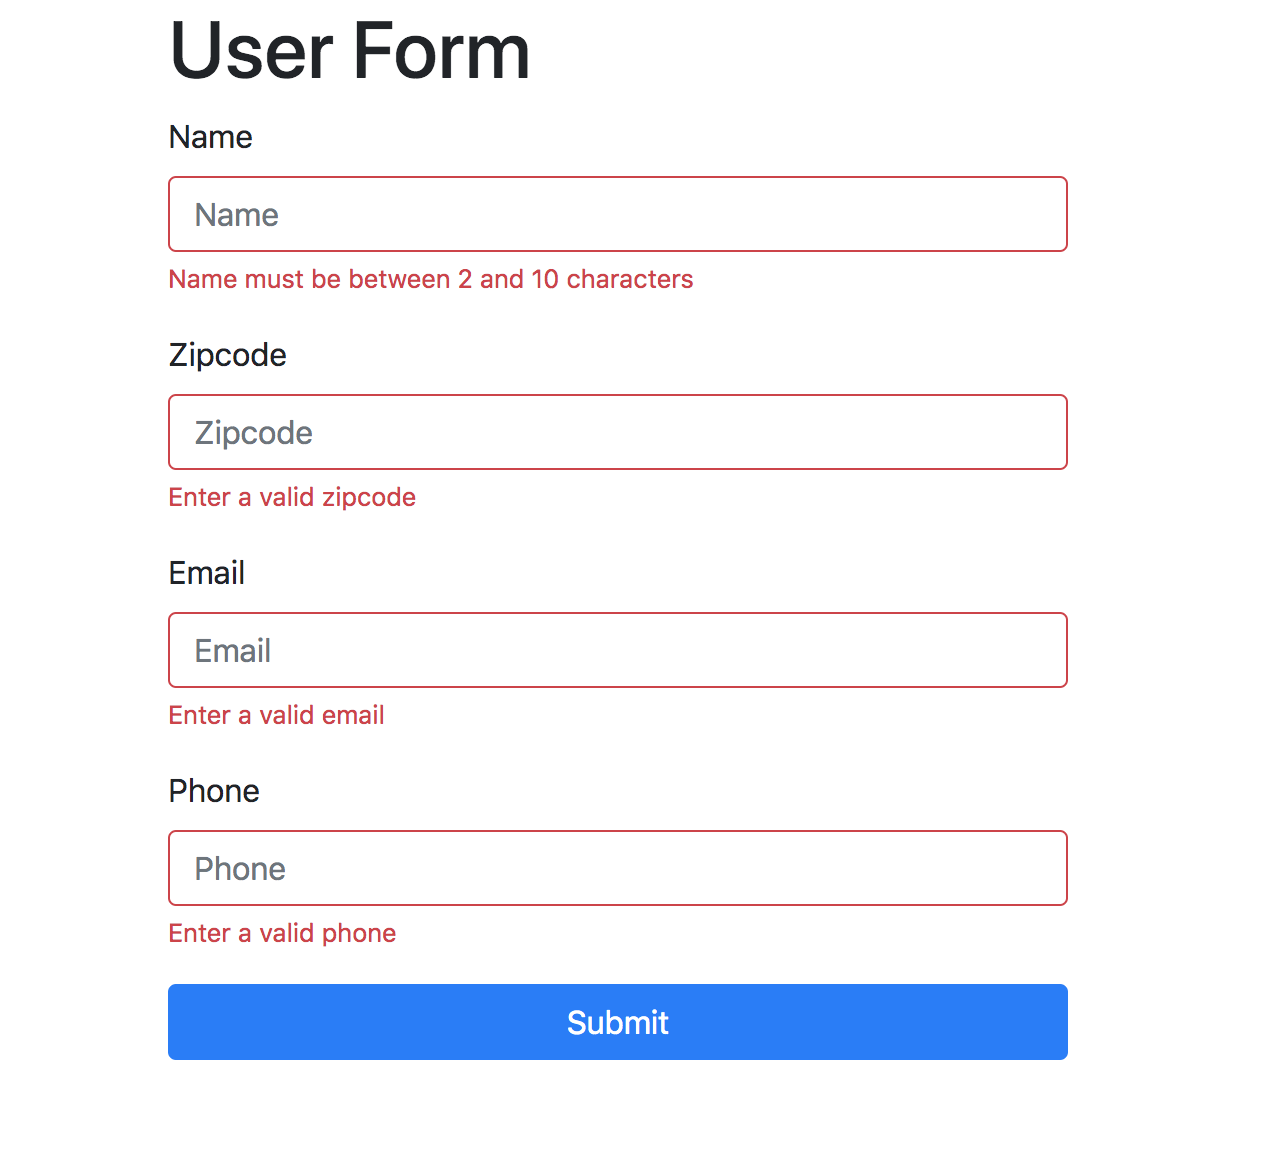 User Form
Name
Name
Name must be between 2 and 10 characters
Zipcode
Zipcode
Enter a valid zipcode
Email
Email
Enter a valid email
Phone
Phone
Enter a valid phone
Submit